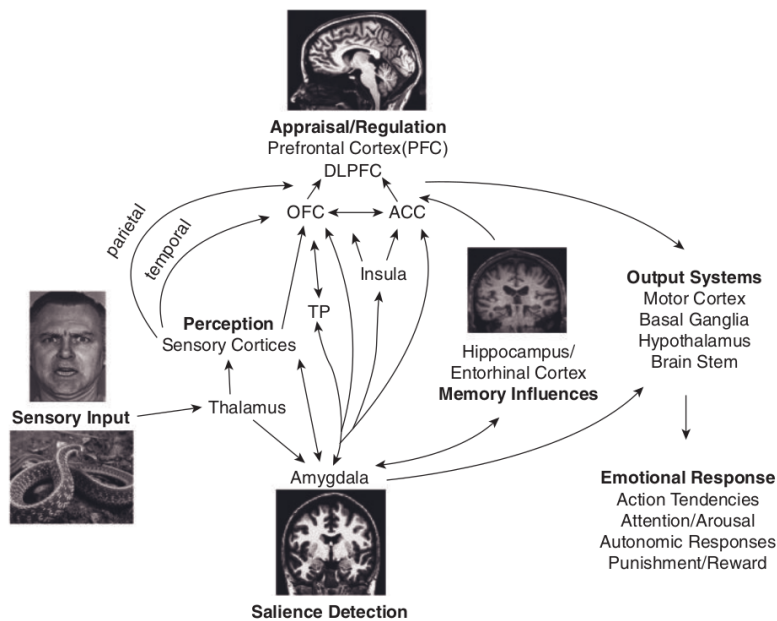 Appraisal/Regulation
Prefrontal Cortex(PFC)
DLPFC
OFC
ACC
parietal
temporal
Insula
TP
Perception
Sensory Cortices
Thalamus
Sensory Input
Hippocampus/
Entorhinal Cortex
Memory Influences
Output Systems
Motor Cortex
Basal Ganglia
Hypothalamus
Brain Stem
Amygdala
Salience Detection
Emotional Response
Action Tendencies
Attention/Arousal
Autonomic Responses
Punishment/Reward